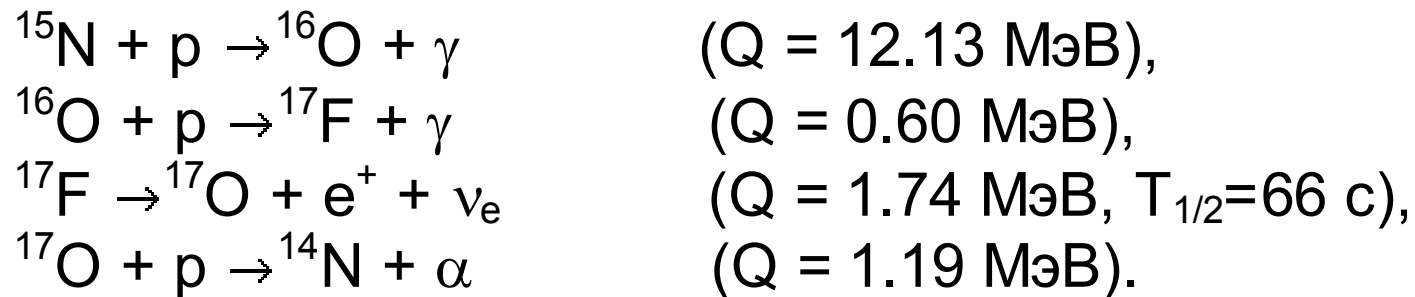 ¹⁵N + p →¹⁶O + γ (Q = 12.13 МэВ),
¹⁶O + p →¹⁷F + γ (Q = 0.60 МэВ),
¹⁷F →¹⁷O + e⁺ + νₑ (Q = 1.74 МэВ, T₁/₂=66 с),
¹⁷O + p →¹⁴N + α (Q = 1.19 МэВ).